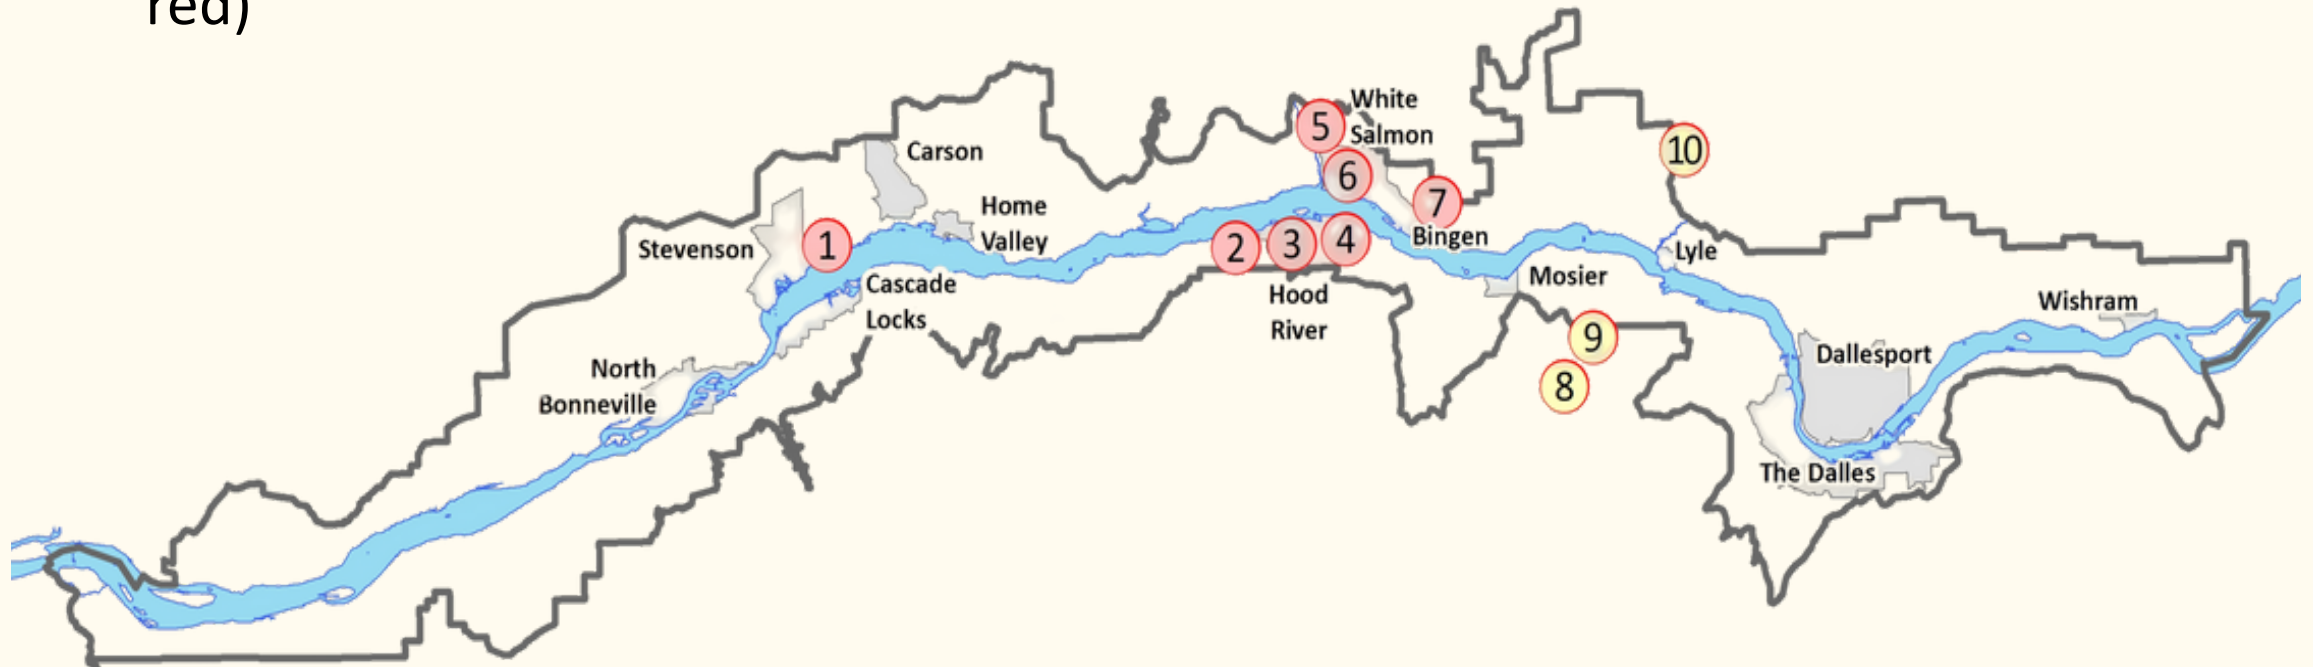 red)
White
Salmon
5
6
7
10
Carson
Home
Valley
Stevenson
1
2
3
4
Bingen
Lyle
Cascade
Locks
Mosier
Hood
River
Wishram
9
8
Dallesport
North
Bonneville
The Dalles